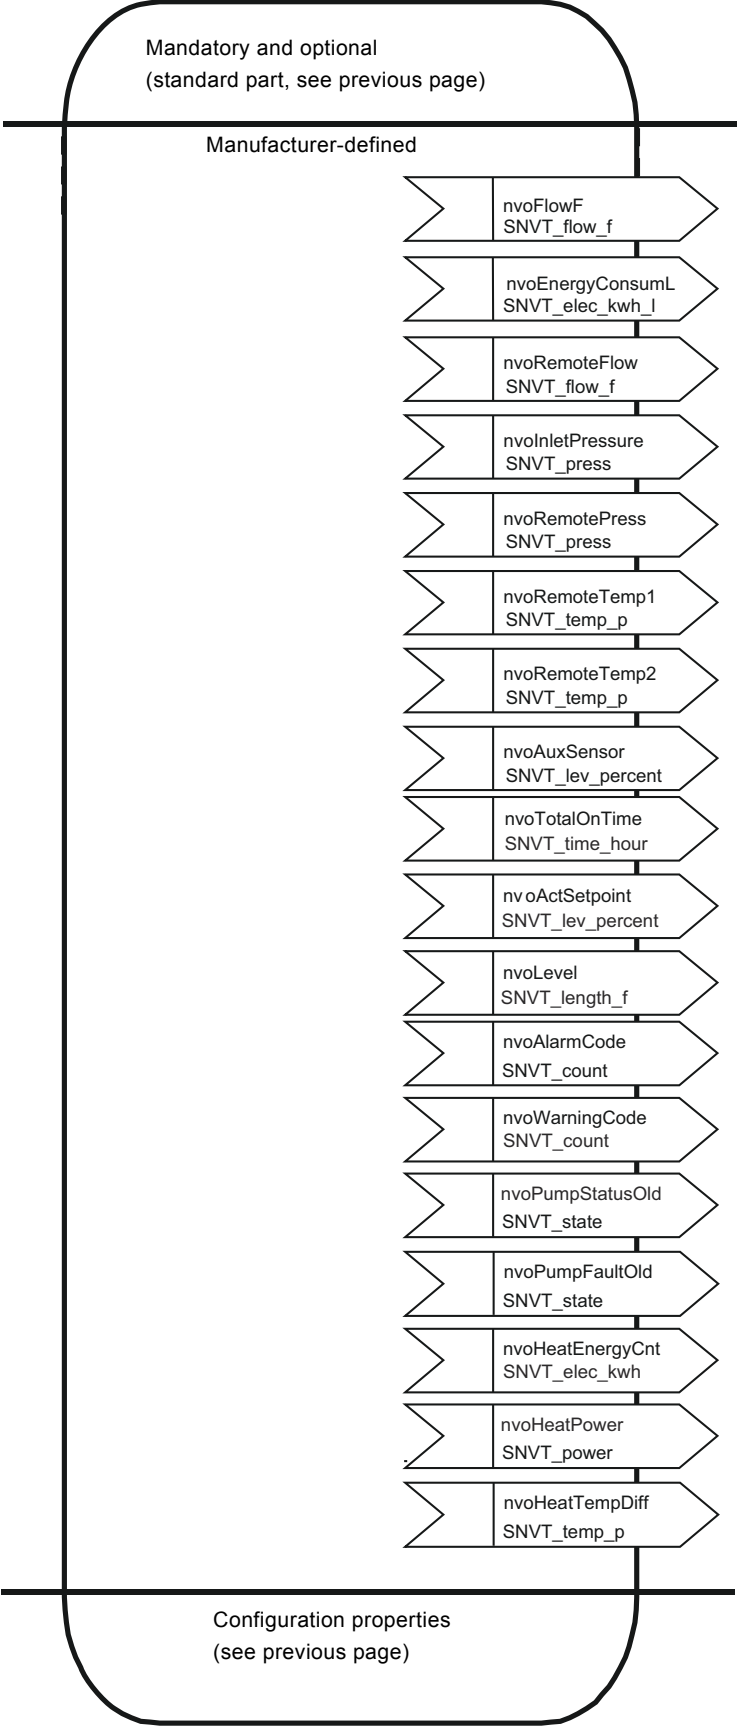 Mandatory and optional
(standard part, see previous page)
Manufacturer-defined
nvoFlowF
SNVT_flow_f
nvoEnergyConsumL
SNVT_elec_kwh_l
nvoRemoteFlow
SNVT_flow_f
nvoInletPressure
SNVT_press
nvoRemotePress
SNVT_press
nvoRemoteTemp1
SNVT_temp_p
nvoRemoteTemp2
SNVT_temp_p
nvoAuxSensor
SNVT_lev_percent
nvoTotalOnTime
SNVT_time_hour
nvoActSetpoint
SNVT_lev_percent
nvoLevel
SNVT_length_f
nvoAlarmCode
SNVT_count
nvoWarningCode
SNVT_count
nvoPumpStatusOld
SNVT_state
nvoPumpFaultOld
SNVT_state
nvoHeatEnergyCnt
SNVT_elec_kwh
nvoHeatPower
SNVT_power
nvoHeatTempDiff
SNVT_temp_p
Configuration properties
(see previous page)